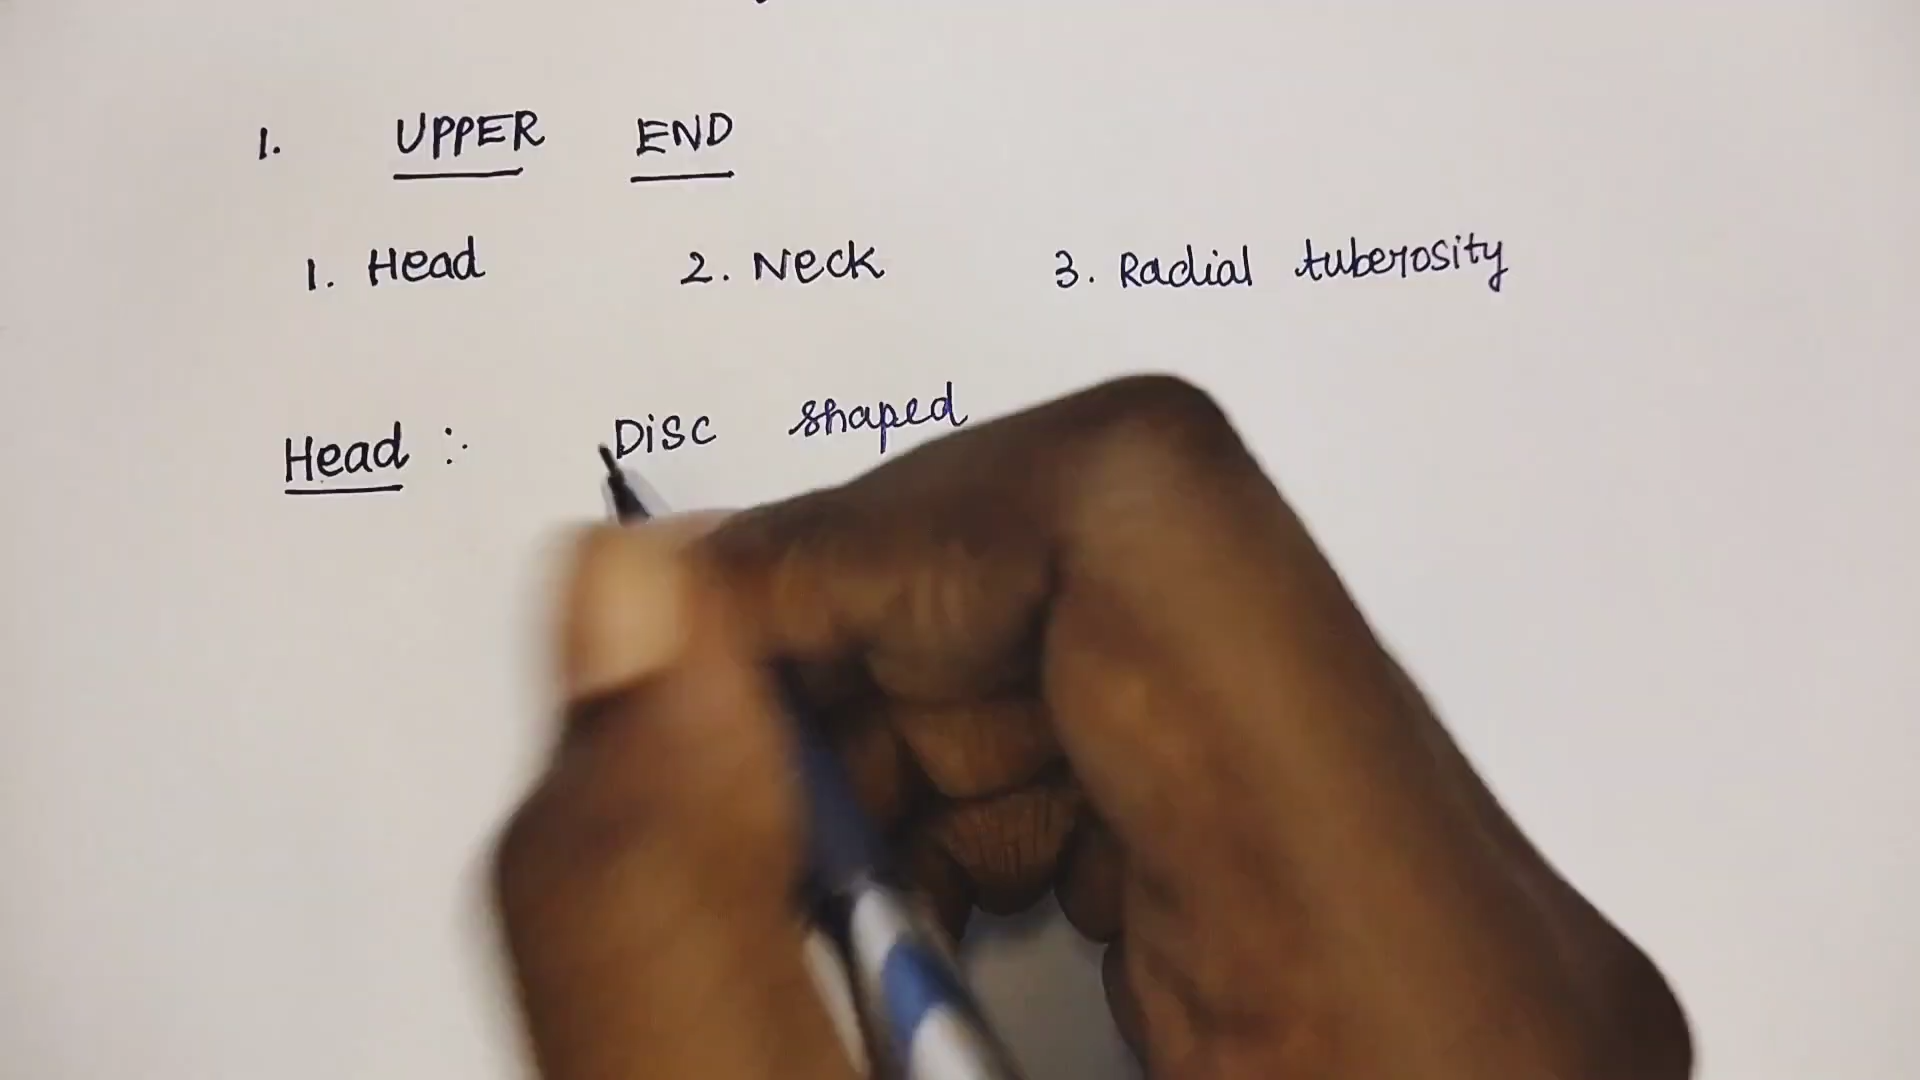 1. UPPER END
1. Head 2. Neck 3. Radial tuberosity
Head : Disc shaped